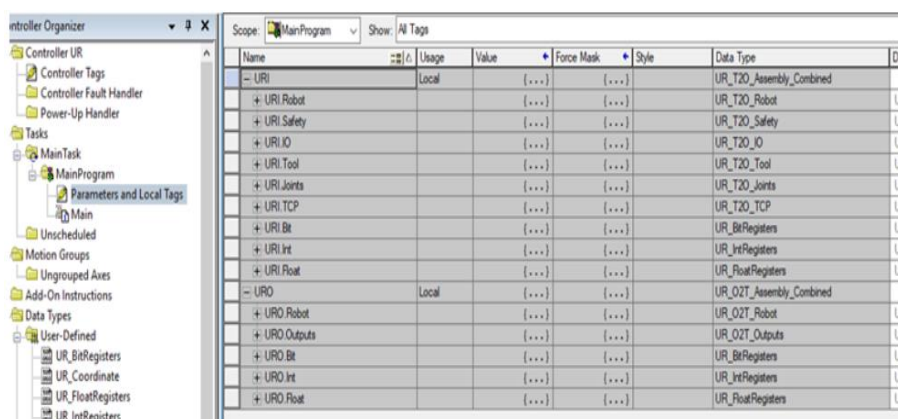 ntroller Organizer
Controller UR
Controller Tags
Controller Fault Handler
Power-Up Handler
Tasks
MainTask
MainProgram
Parameters and Local Tags
Main
Unscheduled
Motion Groups
Ungrouped Axes
Add-On Instructions
Data Types
User-Defined
UR_BitRegisters
UR_Coordinate
UR_FloatRegisters
UR_IntRegisters
Scope: MainProgram Show: All Tags
Name Usage Value Force Mask Style Data Type D
URI Local {...} {...} UR_T2O_Assembly_Combined
URI.Robot {...} {...} UR_T2O_Robot
URI.Safety {...} {...} UR_T2O_Safety
URI.IO {...} {...} UR_T2O_IO
URI.Tool {...} {...} UR_T2O_Tool
URI.Joints {...} {...} UR_T2O_Joints
URI.TCP {...} {...} UR_T2O_TCP
URI.Bit {...} {...} UR_BitRegisters
URI.Int {...} {...} UR_IntRegisters
URI.Float {...} {...} UR_FloatRegisters
URO Local {...} {...} UR_O2T_Assembly_Combined
URO.Robot {...} {...} UR_O2T_Robot
URO.Outputs {...} {...} UR_O2T_Outputs
URO.Bit {...} {...} UR_BitRegisters
URO.Int {...} {...} UR_IntRegisters
URO.Float {...} {...} UR_FloatRegisters